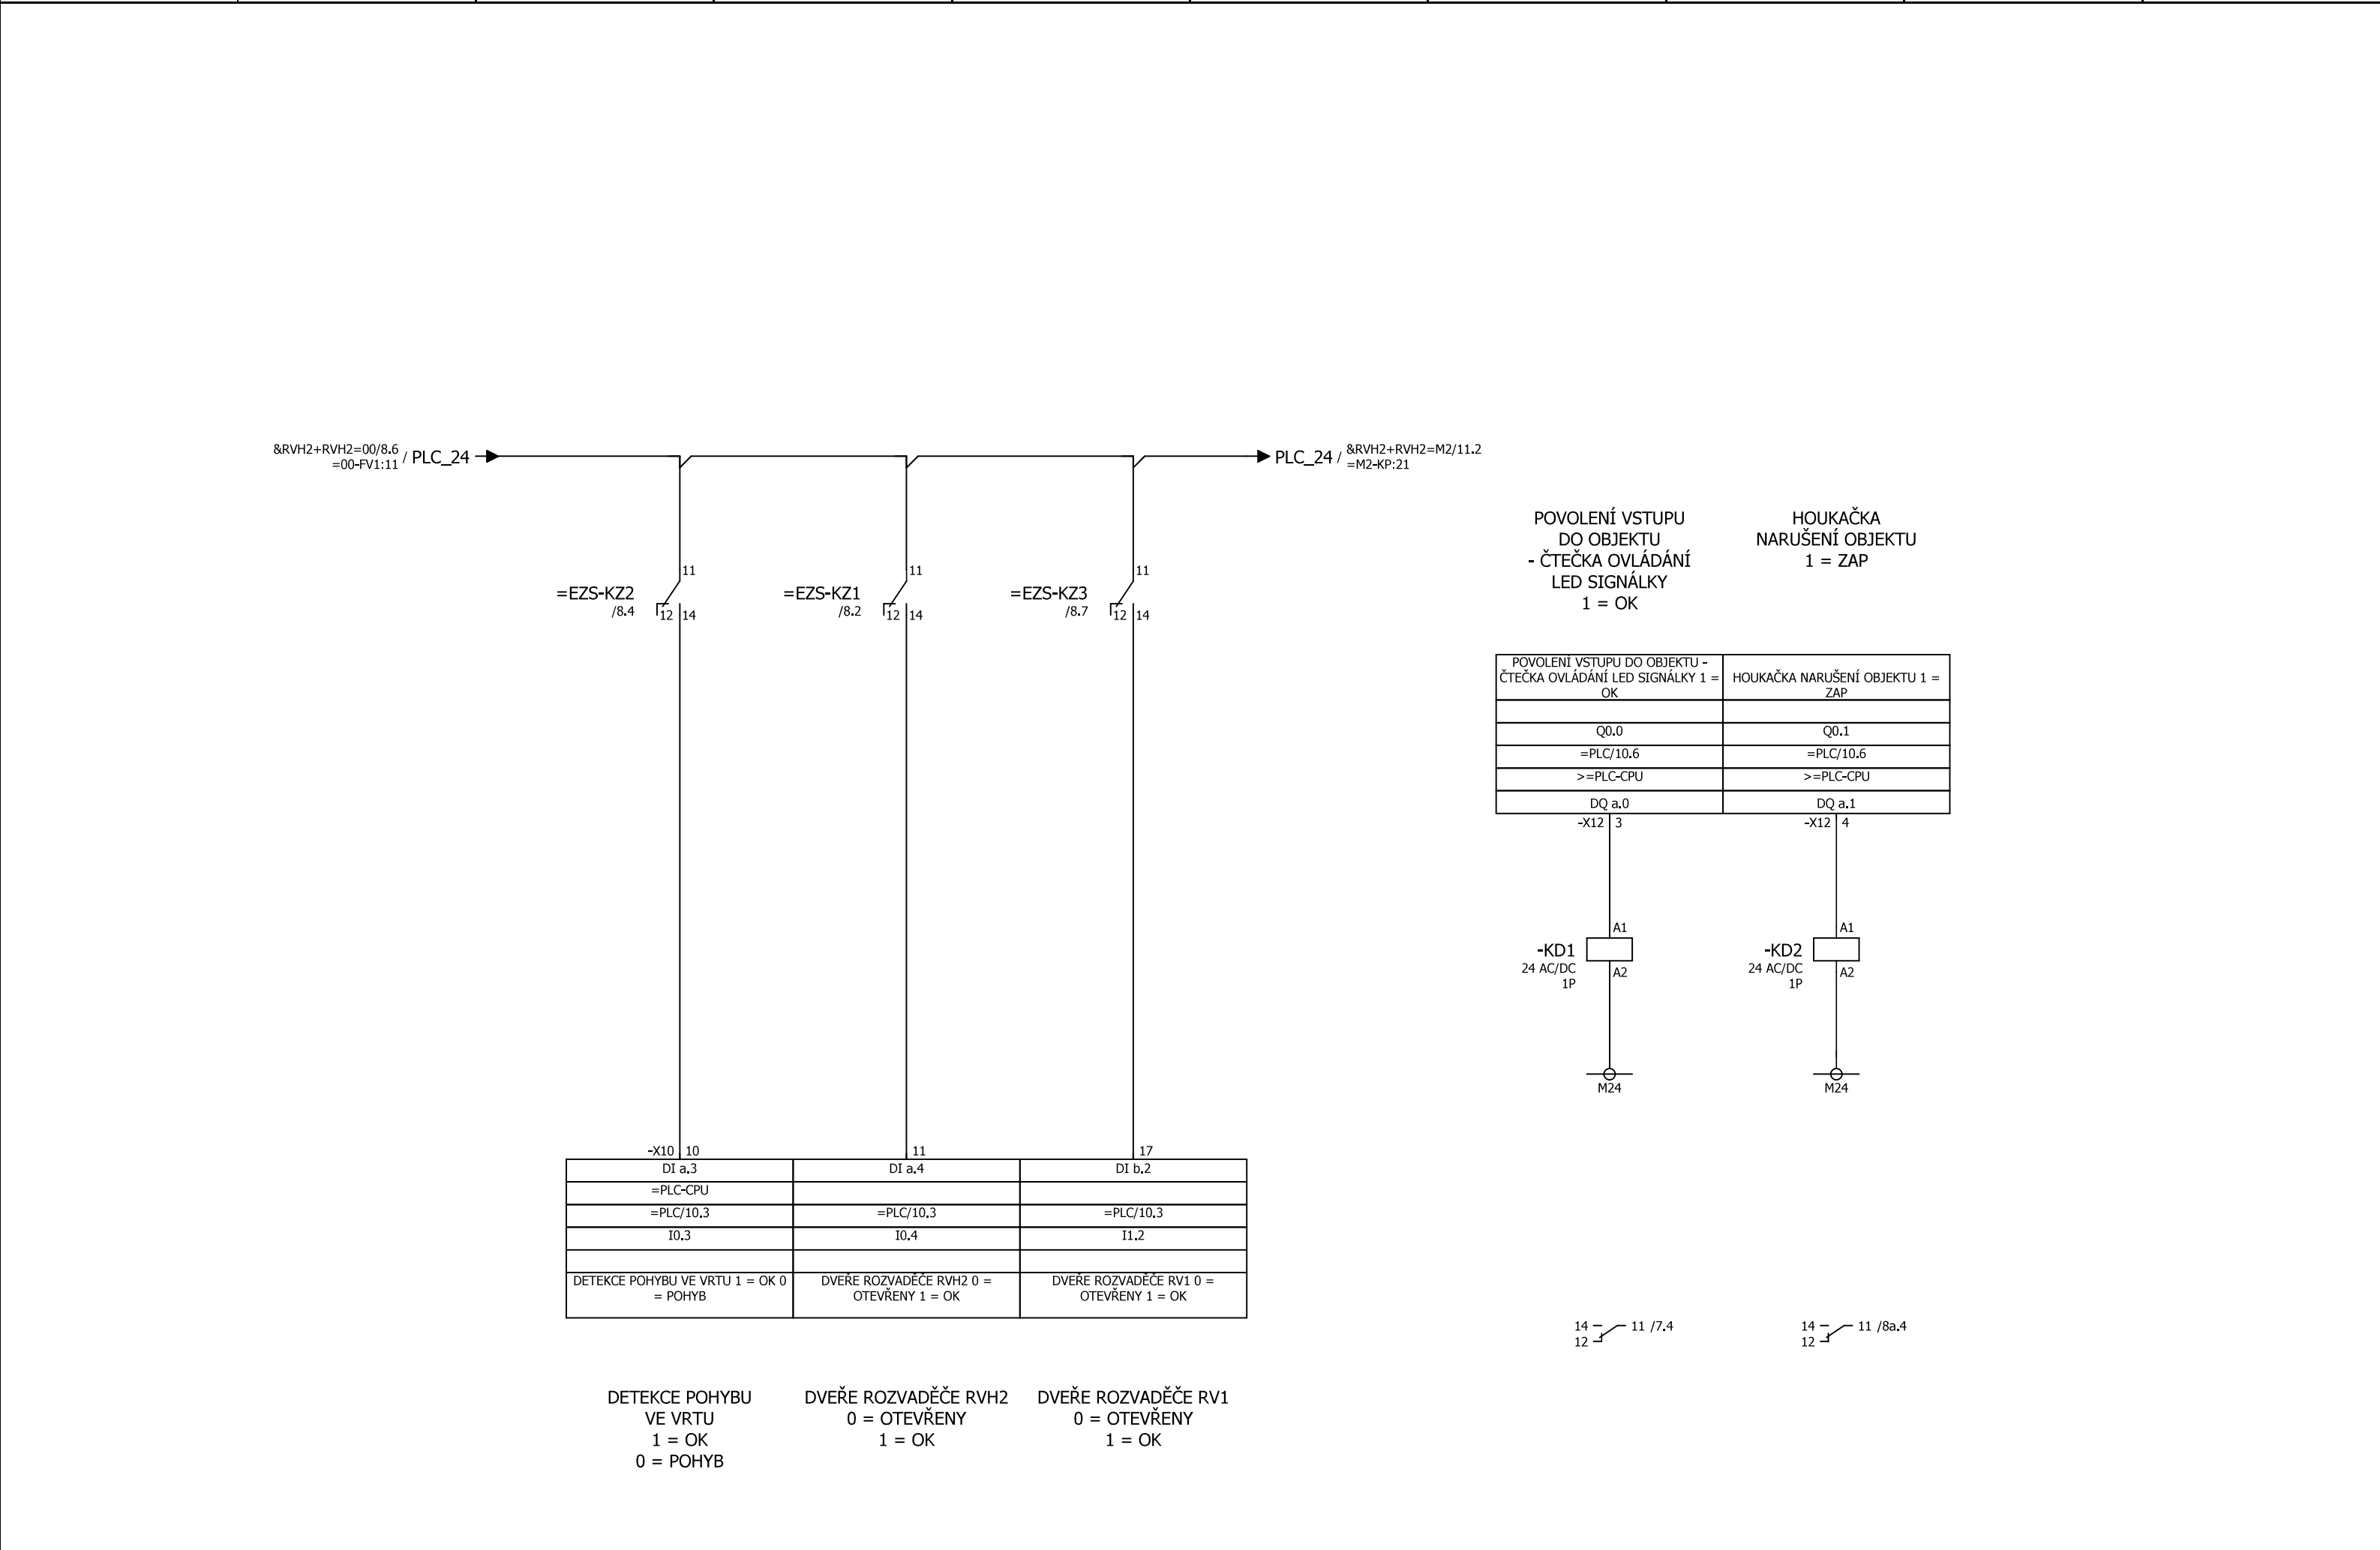 &RVH2+RVH2=00/8.6
=00-FV1:11
/ PLC_24
PLC_24 /
&RVH2+RVH2=M2/11.2
=M2-KP:21
=EZS-KZ2
/8.4
11
12 14
=EZS-KZ1
/8.2
11
12 14
=EZS-KZ3
/8.7
11
12 14
-X10 10
11
17
DI a.3
DI a.4
DI b.2
=PLC-CPU
=PLC/10.3
=PLC/10.3
=PLC/10.3
I0.3
I0.4
I1.2
DETEKCE POHYBU VE VRTU 1 = OK 0
= POHYB
DVEŘE ROZVADĚČE RVH2 0 =
OTEVŘENY 1 = OK
DVEŘE ROZVADĚČE RV1 0 =
OTEVŘENY 1 = OK
DETEKCE POHYBU
VE VRTU
1 = OK
0 = POHYB
DVEŘE ROZVADĚČE RVH2
0 = OTEVŘENY
1 = OK
DVEŘE ROZVADĚČE RV1
0 = OTEVŘENY
1 = OK
POVOLENÍ VSTUPU
DO OBJEKTU
- ČTEČKA OVLÁDÁNÍ
LED SIGNÁLKY
1 = OK
HOUKAČKA
NARUŠENÍ OBJEKTU
1 = ZAP
POVOLENÍ VSTUPU DO OBJEKTU -
ČTEČKA OVLÁDÁNÍ LED SIGNÁLKY 1 =
OK
HOUKAČKA NARUŠENÍ OBJEKTU 1 =
ZAP
Q0.0
Q0.1
=PLC/10.6
=PLC/10.6
>=PLC-CPU
>=PLC-CPU
DQ a.0
DQ a.1
-X12 3
-X12 4
A1
-KD1
24 AC/DC
1P
A2
M24
A1
-KD2
24 AC/DC
1P
A2
M24
14 11 /7.4
12
14 11 /8a.4
12